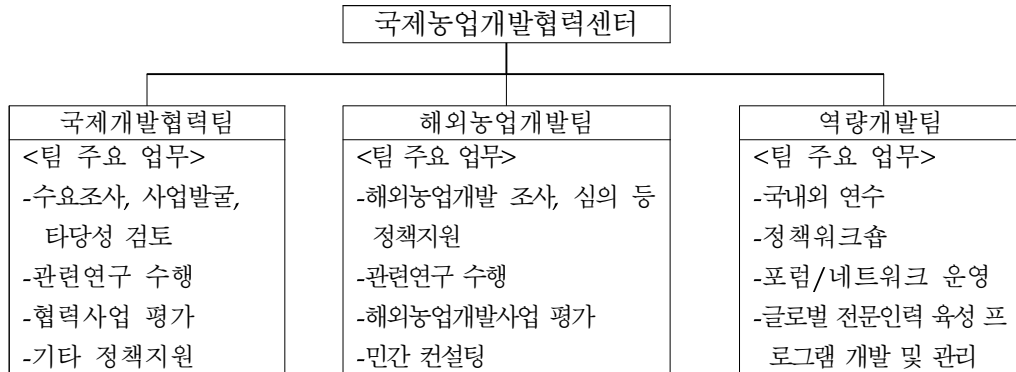 국제농업개발협력센터
국제개발협력팀
<팀 주요 업무>
-수요조사, 사업발굴,
타당성 검토
-관련연구 수행
-협력사업 평가
-기타 정책지원
해외농업개발팀
<팀 주요 업무>
-해외농업개발 조사, 심의 등
정책지원
-관련연구 수행
-해외농업개발사업 평가
-민간 컨설팅
역량개발팀
<팀 주요 업무>
-국내외 연수
-정책워크숍
-포럼/네트워크 운영
-글로벌 전문인력 육성 프
로그램 개발 및 관리